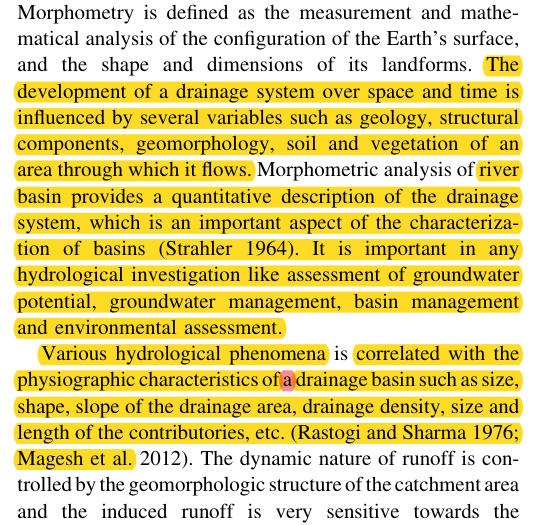 Morphometry is defined as the measurement and mathe-
matical analysis of the configuration of the Earth's surface,
and the shape and dimensions of its landforms. The
development of a drainage system over space and time is
influenced by several variables such as geology, structural
components, geomorphology, soil and vegetation of an
area through which it flows. Morphometric analysis of river
basin provides a quantitative description of the drainage
system, which is an important aspect of the characteriza-
tion of basins (Strahler 1964). It is important in any
hydrological investigation like assessment of groundwater
potential, groundwater management, basin management
and environmental assessment.
Various hydrological phenomena is correlated with the
physiographic characteristics of a drainage basin such as size,
shape, slope of the drainage area, drainage density, size and
length of the contributories, etc. (Rastogi and Sharma 1976;
Magesh et al. 2012). The dynamic nature of runoff is con-
trolled by the geomorphologic structure of the catchment area
and the induced runoff is very sensitive towards the